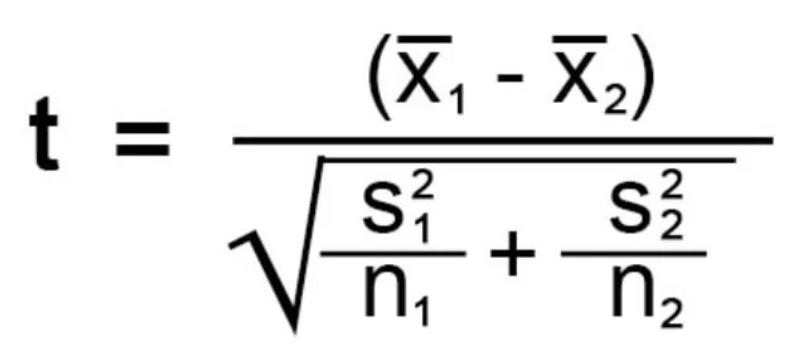 t = (x̅₁ - x̅₂) / √(s₁²/n₁ + s₂²/n₂)